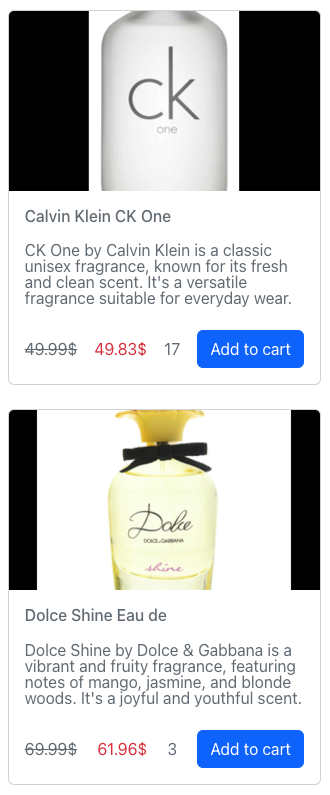 ck
one
Calvin Klein CK One
CK One by Calvin Klein is a classic
unisex fragrance, known for its fresh
and clean scent. It's a versatile
fragrance suitable for everyday wear.
49.99$ 49.83$ 17 Add to cart
Dolce
DOLCE & GABBANA
shine
Dolce Shine Eau de
Dolce Shine by Dolce & Gabbana is a
vibrant and fruity fragrance, featuring
notes of mango, jasmine, and blonde
woods. It's a joyful and youthful scent.
69.99$ 61.96$ 3 Add to cart